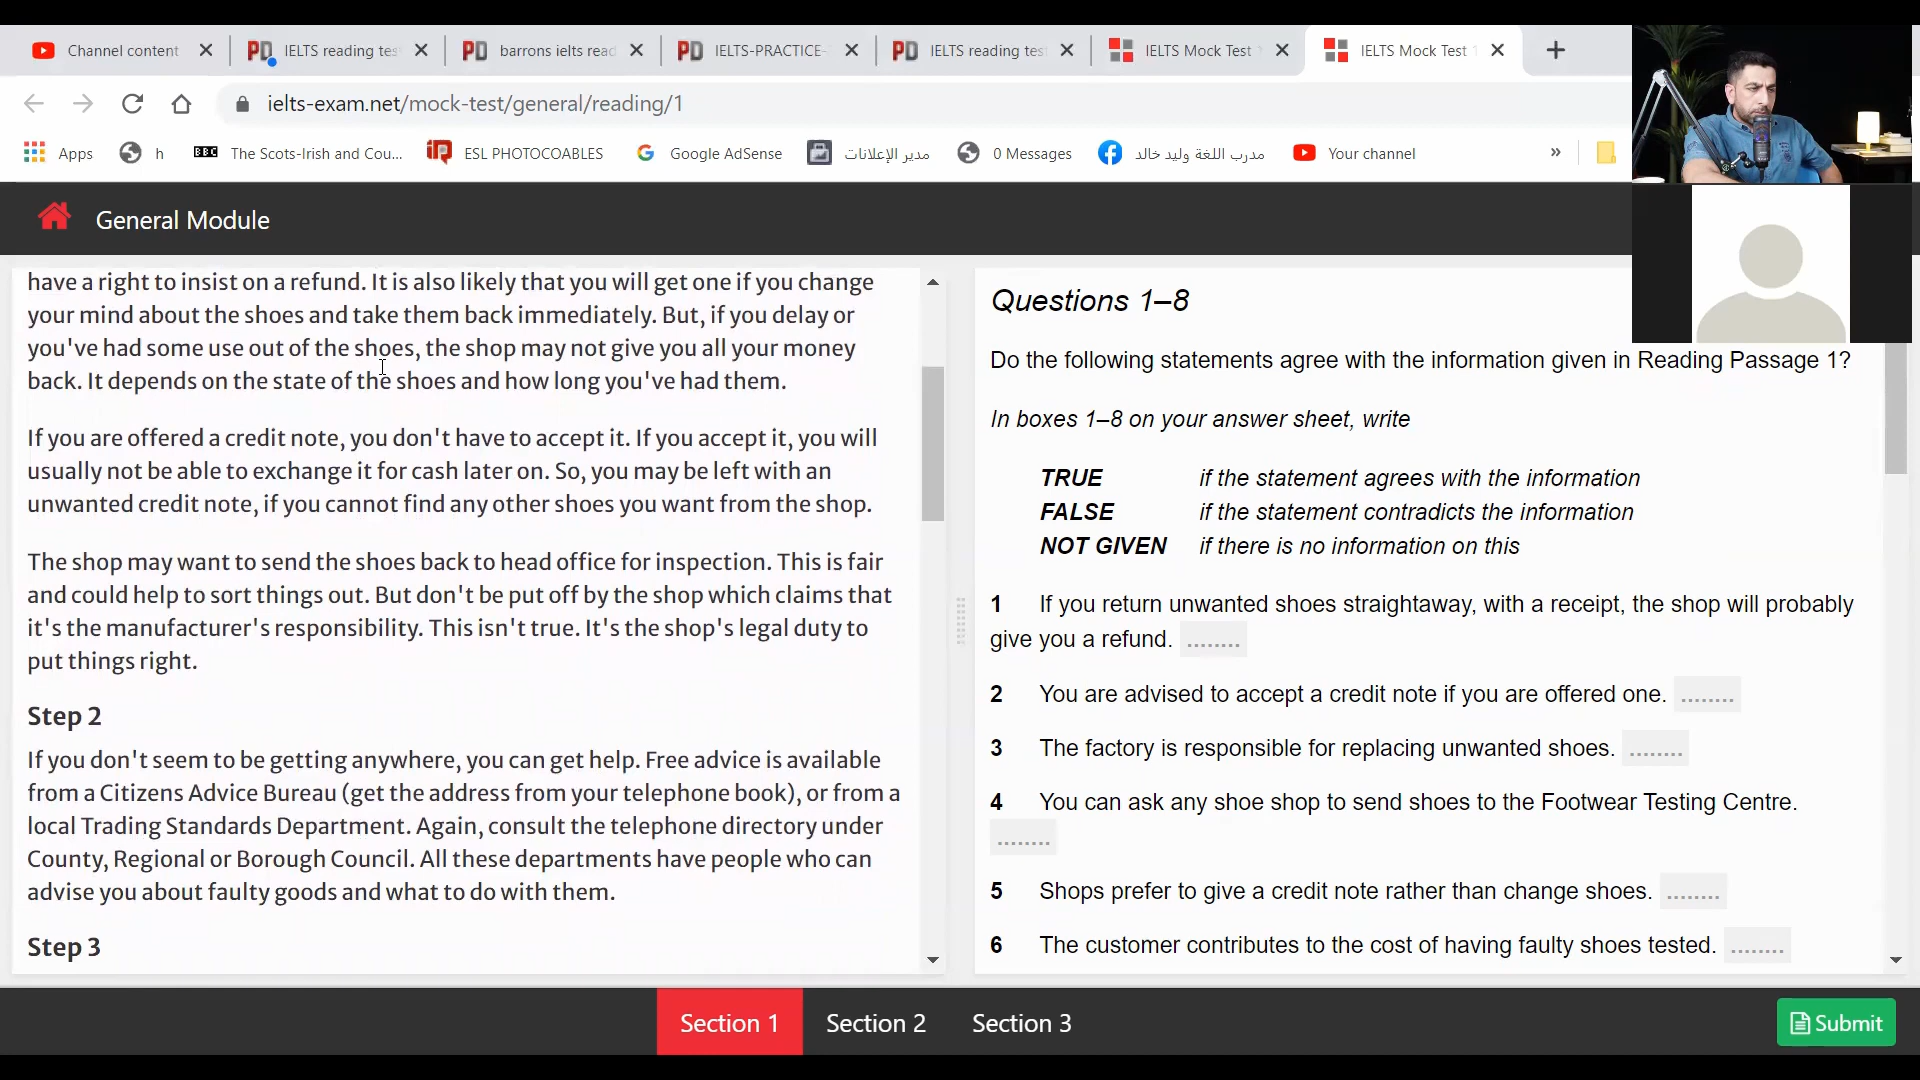 Channel content
IELTS reading tes
barrons ielts read
IELTS-PRACTICE-
IELTS reading tes
IELTS Mock Test 1
IELTS Mock Test 1
ielts-exam.net/mock-test/general/reading/1
Apps
h
BBC
The Scots-Irish and Cou...
ESL PHOTOCOABLES
Google AdSense
مدير الإعلانات
0 Messages
مدرب اللغة وليد خالد
Your channel
»
General Module
have a right to insist on a refund. It is also likely that you will get one if you change
your mind about the shoes and take them back immediately. But, if you delay or
you've had some use out of the shoes, the shop may not give you all your money
back. It depends on the state of the shoes and how long you've had them.
If you are offered a credit note, you don't have to accept it. If you accept it, you will
usually not be able to exchange it for cash later on. So, you may be left with an
unwanted credit note, if you cannot find any other shoes you want from the shop.
The shop may want to send the shoes back to head office for inspection. This is fair
and could help to sort things out. But don't be put off by the shop which claims that
it's the manufacturer's responsibility. This isn't true. It's the shop's legal duty to
put things right.
Step 2
If you don't seem to be getting anywhere, you can get help. Free advice is available
from a Citizens Advice Bureau (get the address from your telephone book), or from a
local Trading Standards Department. Again, consult the telephone directory under
County, Regional or Borough Council. All these departments have people who can
advise you about faulty goods and what to do with them.
Step 3
Questions 1–8
Do the following statements agree with the information given in Reading Passage 1?
In boxes 1–8 on your answer sheet, write
TRUE if the statement agrees with the information
FALSE if the statement contradicts the information
NOT GIVEN if there is no information on this
1 If you return unwanted shoes straightaway, with a receipt, the shop will probably
give you a refund. ........
2 You are advised to accept a credit note if you are offered one. ........
3 The factory is responsible for replacing unwanted shoes. ........
4 You can ask any shoe shop to send shoes to the Footwear Testing Centre.
........
5 Shops prefer to give a credit note rather than change shoes. ........
6 The customer contributes to the cost of having faulty shoes tested. ........
Section 1
Section 2
Section 3
Submit